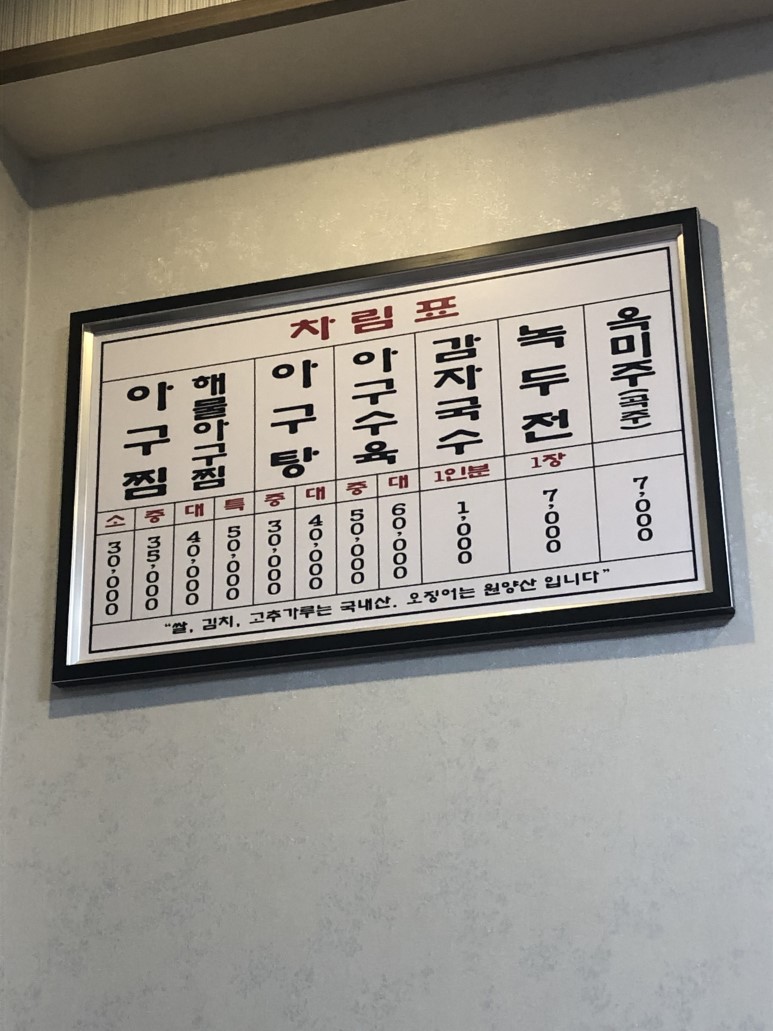 차림표
아구찜
해물아구찜
아구탕
아구수육
감자국수
녹두전
옥미주(곡주)
소 중 대 특 중 대 중 대 1인분 1장
30,000 35,000 40,000 50,000 30,000 40,000 50,000 60,000 1,000 7,000 7,000
"쌀, 김치, 고추가루는 국내산. 오징어는 원양산 입니다"